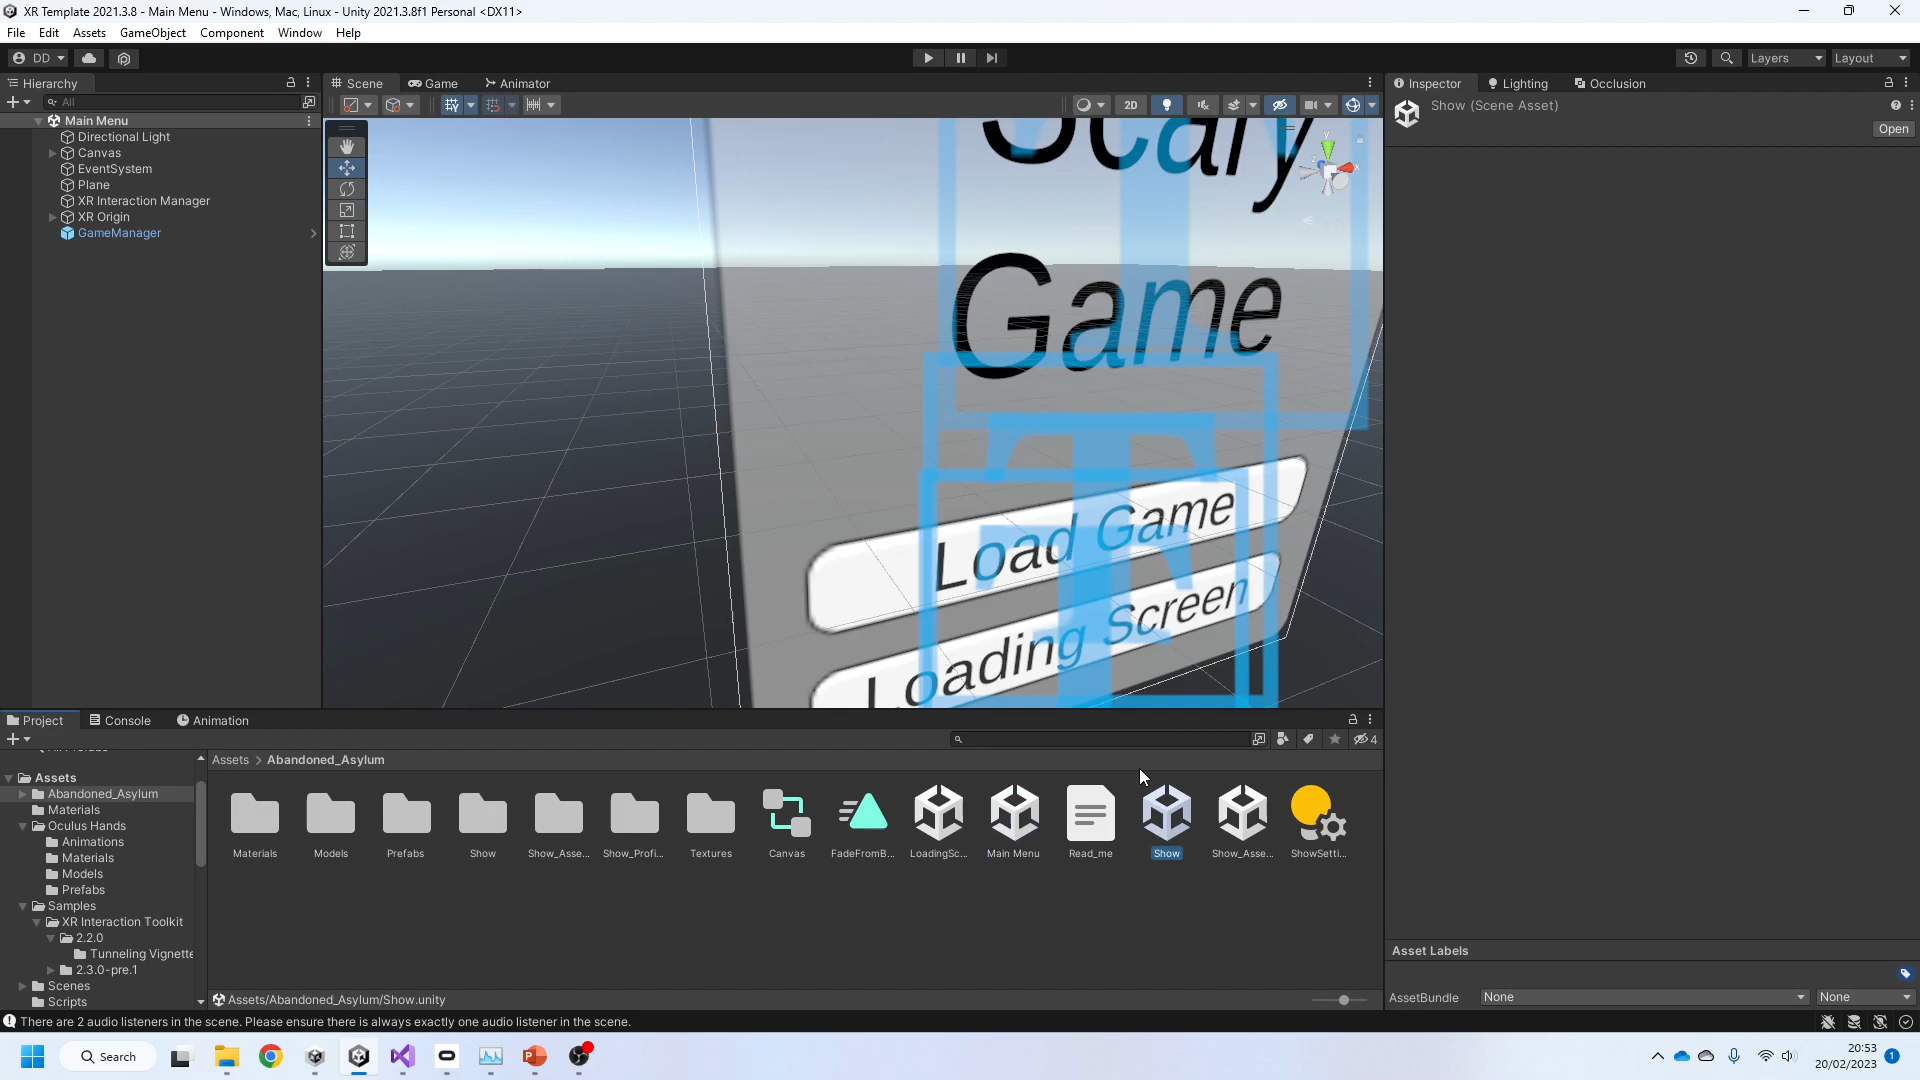 XR Template 2021.3.8 - Main Menu - Windows, Mac, Linux - Unity 2021.3.8f1 Personal <DX11>
File Edit Assets GameObject Component Window Help
DD
Layers Layout
Hierarchy
All
Main Menu
Directional Light
Canvas
EventSystem
Plane
XR Interaction Manager
XR Origin
GameManager
Scene Game Animator
2D
Scary
Game
Load Game
Loading Screen
Inspector Lighting Occlusion
Show (Scene Asset)
Open
Asset Labels
AssetBundle None None
Project Console Animation
4
Assets
Abandoned_Asylum
Materials
Oculus Hands
Animations
Materials
Models
Prefabs
Samples
XR Interaction Toolkit
2.2.0
Tunneling Vignette
2.3.0-pre.1
Scenes
Scripts
Assets > Abandoned_Asylum
Materials Models Prefabs Show Show_Asse... Show_Profi... Textures Canvas FadeFromB... LoadingSc... Main Menu Read_me Show Show_Asse... ShowSetti...
Assets/Abandoned_Asylum/Show.unity
There are 2 audio listeners in the scene. Please ensure there is always exactly one audio listener in the scene.
Search
20:53
20/02/2023
1